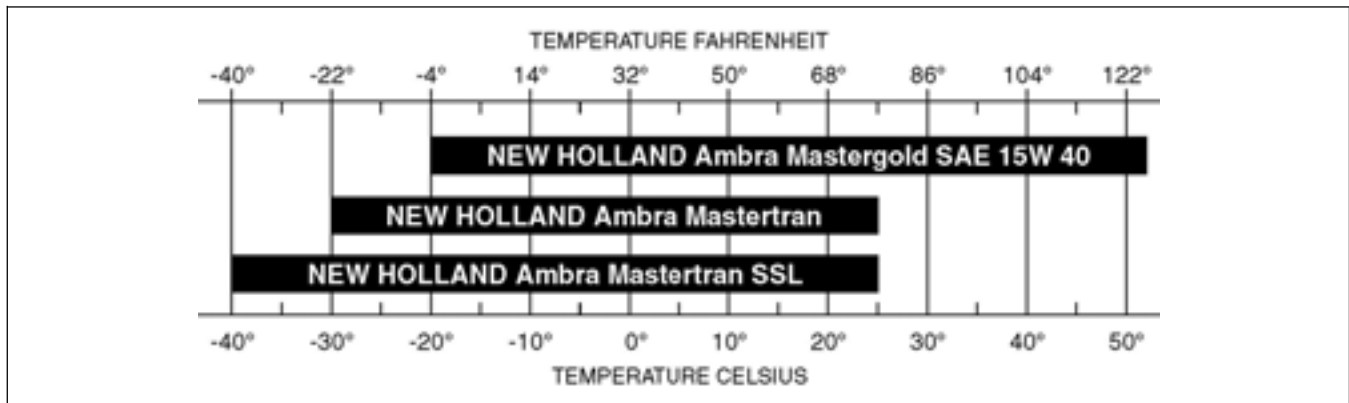 TEMPERATURE FAHRENHEIT
-40° -22° -4° 14° 32° 50° 68° 86° 104° 122°
NEW HOLLAND Ambra Mastergold SAE 15W 40
NEW HOLLAND Ambra Mastertran
NEW HOLLAND Ambra Mastertran SSL
-40° -30° -20° -10° 0° 10° 20° 30° 40° 50°
TEMPERATURE CELSIUS